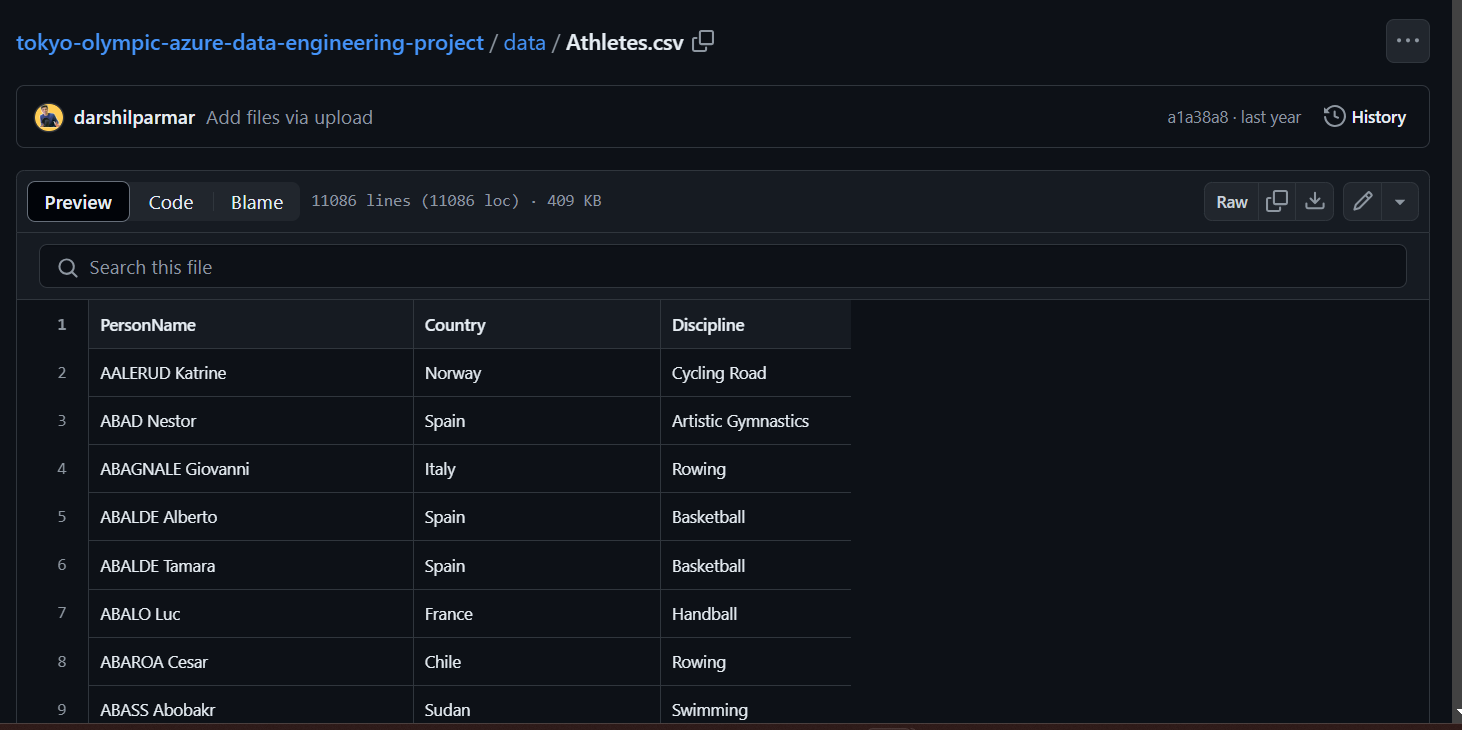 tokyo-olympic-azure-data-engineering-project / data / Athletes.csv
darshilparmar Add files via upload a1a38a8 · last year History
Preview Code Blame 11086 lines (11086 loc) · 409 KB Raw
Search this file
1 PersonName Country Discipline
2 AALERUD Katrine Norway Cycling Road
3 ABAD Nestor Spain Artistic Gymnastics
4 ABAGNALE Giovanni Italy Rowing
5 ABALDE Alberto Spain Basketball
6 ABALDE Tamara Spain Basketball
7 ABALO Luc France Handball
8 ABAROA Cesar Chile Rowing
9 ABASS Abobakr Sudan Swimming